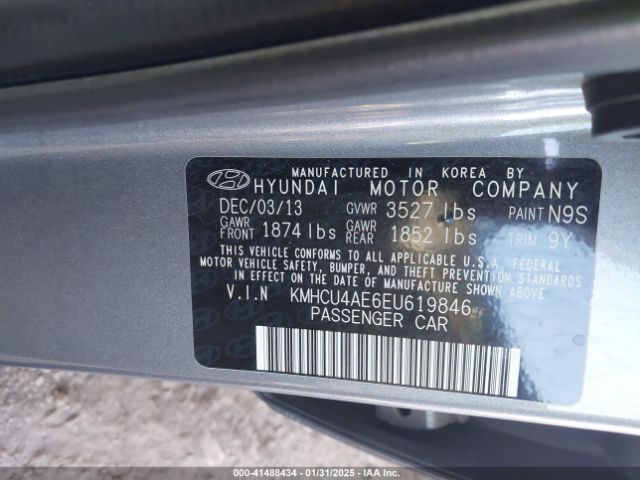 MANUFACTURED IN KOREA BY
HYUNDAI MOTOR COMPANY
DEC/03/13 GVWR 3527 lbs PAINT N9S
GAWR FRONT 1874 lbs GAWR REAR 1852 lbs TRIM 9Y
THIS VEHICLE CONFORMS TO ALL APPLICABLE U.S.A. FEDERAL
MOTOR VEHICLE SAFETY, BUMPER, AND THEFT PREVENTION STANDARDS
IN EFFECT ON THE DATE OF MANUFACTURE SHOWN ABOVE.
V.I.N KMHCU4AE6EU619846
PASSENGER CAR
000-41488434 - 01/31/2025 - IAA Inc.